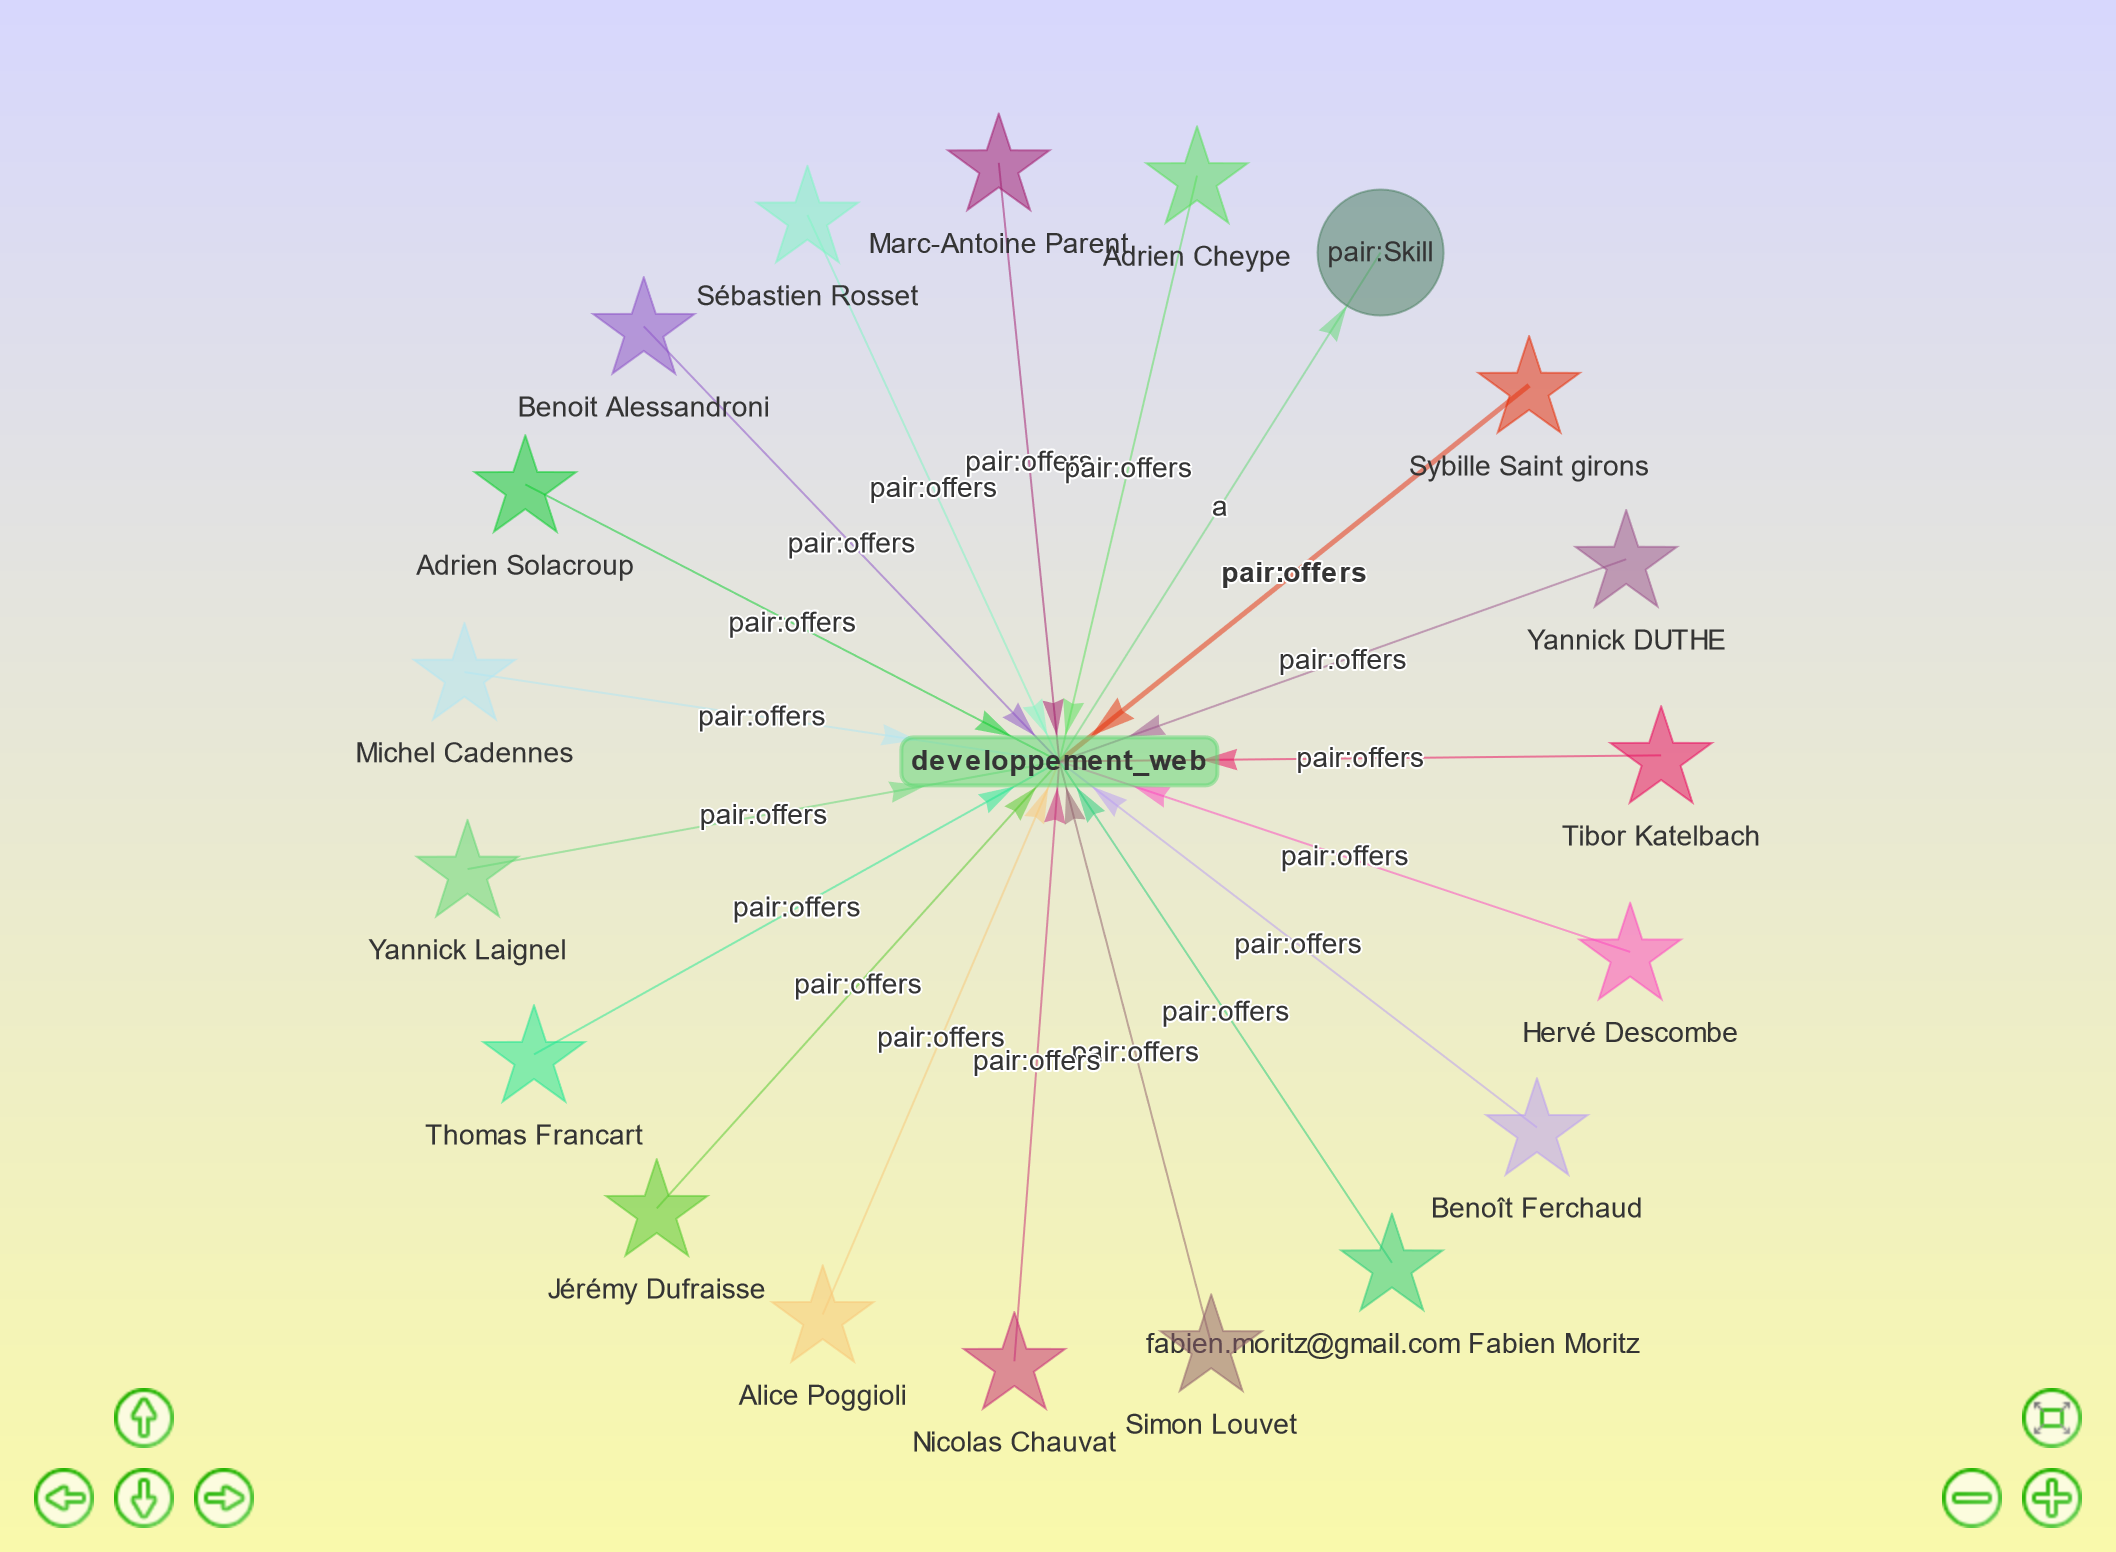 Marc-Antoine Parent
Adrien Cheype
pair:Skill
Sébastien Rosset
Benoit Alessandroni
pair:offers
pair:offers
Sybille Saint girons
pair:offers
a
pair:offers
Adrien Solacroup
pair:offers
pair:offers
Yannick DUTHE
pair:offers
Michel Cadennes
pair:offers
developpement_web
pair:offers
pair:offers
Tibor Katelbach
pair:offers
Yannick Laignel
pair:offers
pair:offers
pair:offers
pair:offers
Hervé Descombe
pair:offers
pair:offers
pair:offers
Thomas Francart
Benoît Ferchaud
Jérémy Dufraisse
fabien.moritz@gmail.com Fabien Moritz
Alice Poggioli
Simon Louvet
Nicolas Chauvat